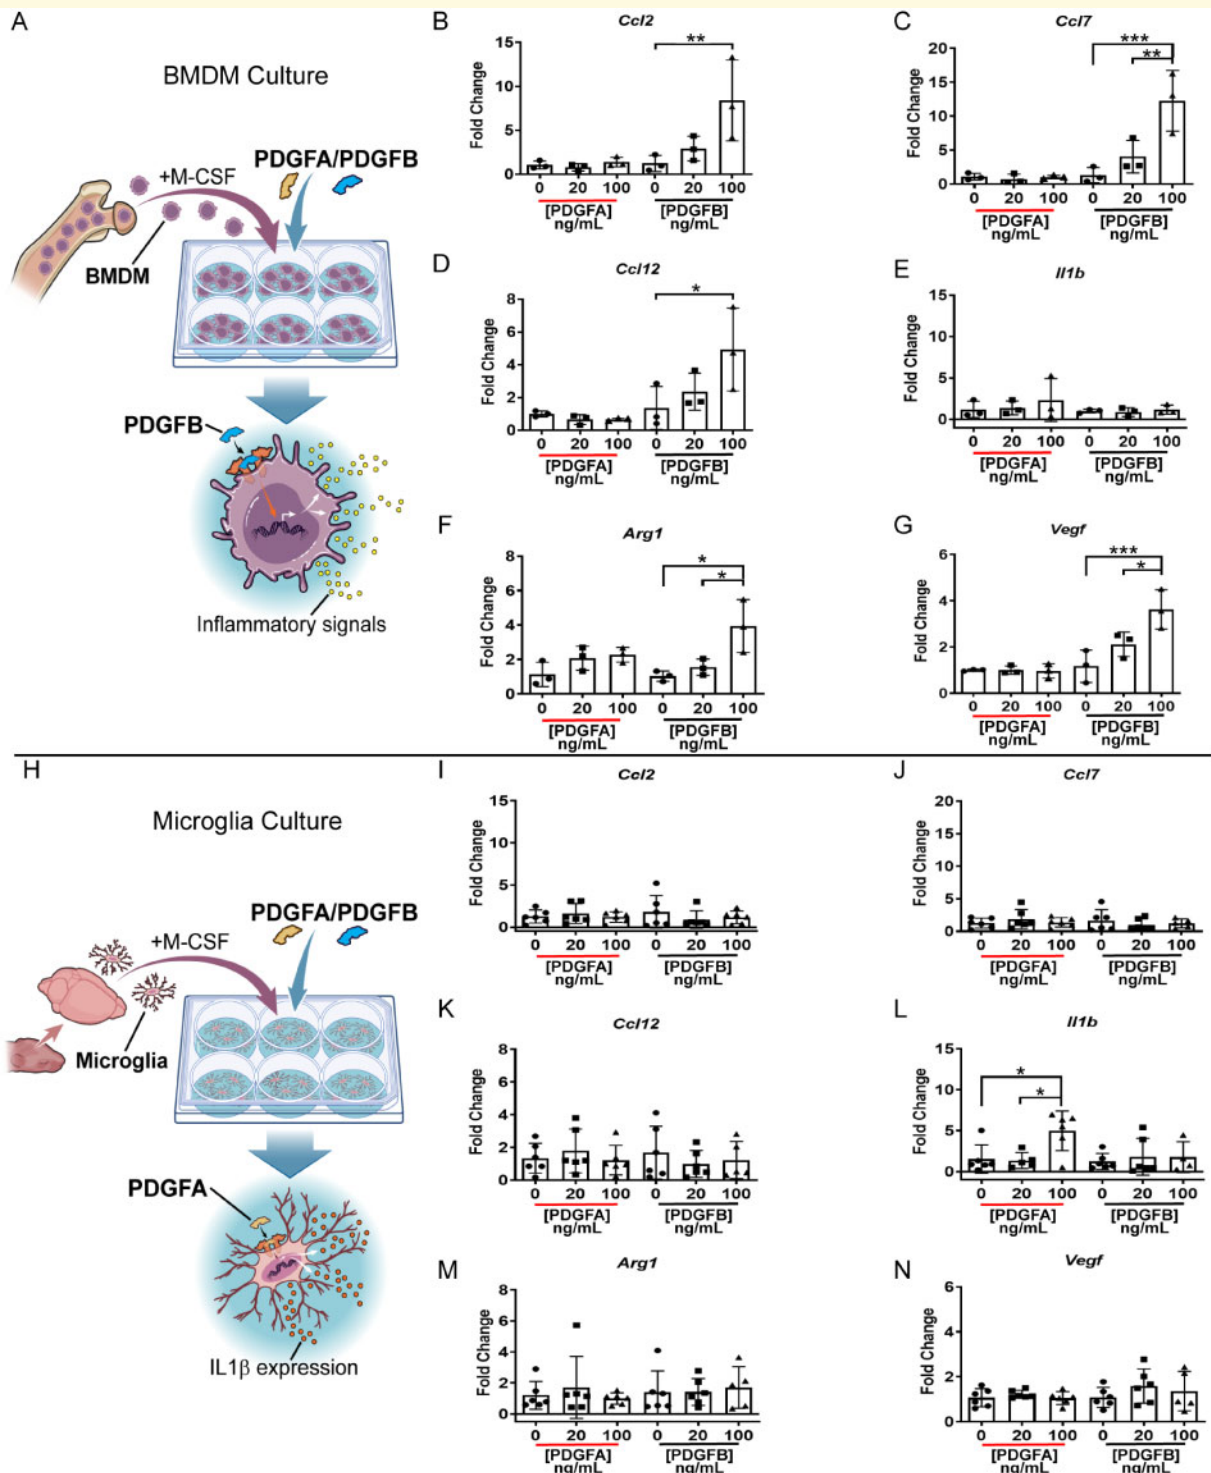 A
BMDM Culture
PDGFA/PDGFB
+M-CSF
BMDM
PDGFB
Inflammatory signals
B
Ccl2
**
Fold Change
15
10
5
0
0 20 100 0 20 100
[PDGFA] [PDGFB]
ng/mL ng/mL
C
Ccl7
***
**
Fold Change
20
15
10
5
0
0 20 100 0 20 100
[PDGFA] [PDGFB]
ng/mL ng/mL
D
Ccl12
*
Fold Change
8
6
4
2
0
0 20 100 0 20 100
[PDGFA] [PDGFB]
ng/mL ng/mL
E
Il1b
Fold Change
15
10
5
0
0 20 100 0 20 100
[PDGFA] [PDGFB]
ng/mL ng/mL
F
Arg1
*
*
Fold Change
8
6
4
2
0
0 20 100 0 20 100
[PDGFA] [PDGFB]
ng/mL ng/mL
G
Vegf
***
*
Fold Change
6
4
2
0
0 20 100 0 20 100
[PDGFA] [PDGFB]
ng/mL ng/mL
H
Microglia Culture
PDGFA/PDGFB
+M-CSF
Microglia
PDGFA
IL1β expression
I
Ccl2
Fold Change
15
10
5
0
0 20 100 0 20 100
[PDGFA] [PDGFB]
ng/mL ng/mL
J
Ccl7
Fold Change
20
15
10
5
0
0 20 100 0 20 100
[PDGFA] [PDGFB]
ng/mL ng/mL
K
Ccl12
Fold Change
8
6
4
2
0
0 20 100 0 20 100
[PDGFA] [PDGFB]
ng/mL ng/mL
L
Il1b
*
*
Fold Change
15
10
5
0
0 20 100 0 20 100
[PDGFA] [PDGFB]
ng/mL ng/mL
M
Arg1
Fold Change
8
6
4
2
0
0 20 100 0 20 100
[PDGFA] [PDGFB]
ng/mL ng/mL
N
Vegf
Fold Change
6
4
2
0
0 20 100 0 20 100
[PDGFA] [PDGFB]
ng/mL ng/mL